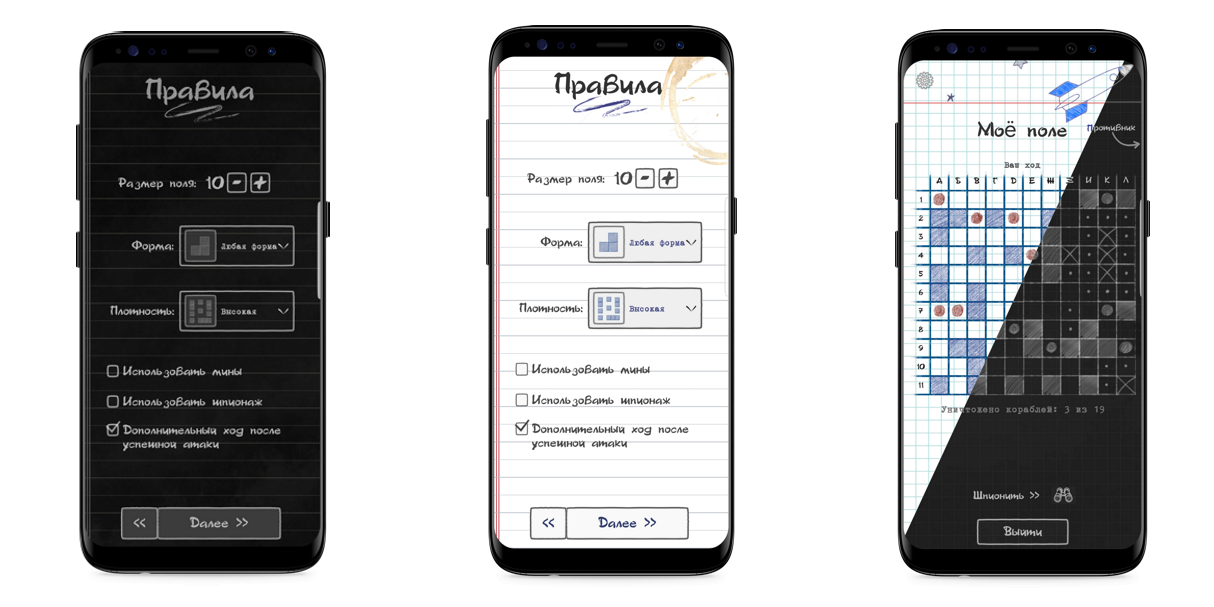 Правила
Размер поля: 10 - +
Форма: Любая форма
Плотность: Высокая
Использовать мины
Использовать шпионаж
Дополнительный ход после
успешной атаки
<< Далее >>
Правила
Размер поля: 10 - +
Форма: Любая форма
Плотность: Высокая
Использовать мины
Использовать шпионаж
Дополнительный ход после
успешной атаки
<< Далее >>
Моё поле
Противник
Ваш ход
А Б В Г Д Е Ж З И К Л
1
2
3
4
5
6
7
8
9
10
11
Уничтожено кораблей: 3 из 19
Шпионить >>
Выйти